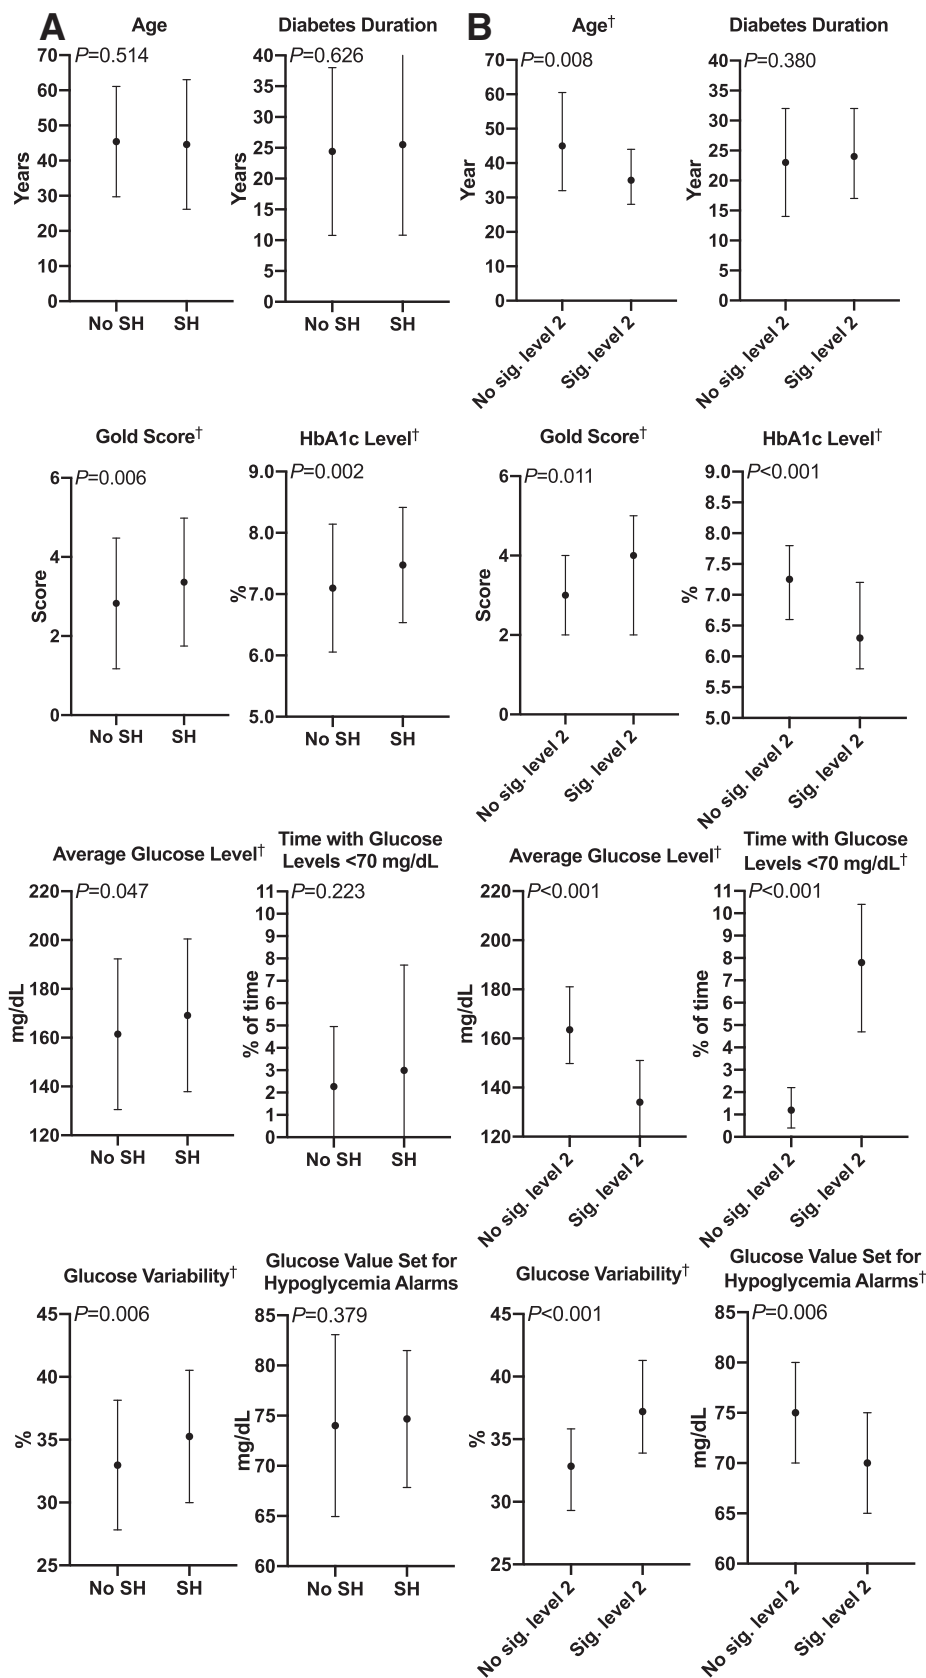 A
Age
P=0.514
Years
70
60
50
40
30
20
10
0
No SH
SH
Diabetes Duration
P=0.626
Years
40
35
30
25
20
15
10
5
0
No SH
SH
B
Age†
P=0.008
Year
70
60
50
40
30
20
10
0
No sig. level 2
Sig. level 2
Diabetes Duration
P=0.380
Year
40
35
30
25
20
15
10
5
0
No sig. level 2
Sig. level 2
Gold Score†
P=0.006
Score
6
4
2
0
No SH
SH
HbA1c Level†
P=0.002
%
9.0
8.0
7.0
6.0
5.0
No SH
SH
Gold Score†
P=0.011
Score
6
4
2
0
No sig. level 2
Sig. level 2
HbA1c Level†
P<0.001
%
9.0
8.5
8.0
7.5
7.0
6.5
6.0
5.5
5.0
No sig. level 2
Sig. level 2
Average Glucose Level†
P=0.047
mg/dL
220
200
180
160
140
120
No SH
SH
Time with Glucose
Levels <70 mg/dL
P=0.223
% of time
11
10
9
8
7
6
5
4
3
2
1
0
No SH
SH
Average Glucose Level†
P<0.001
mg/dL
220
200
180
160
140
120
No sig. level 2
Sig. level 2
Time with Glucose
Levels <70 mg/dL†
P<0.001
% of time
11
10
9
8
7
6
5
4
3
2
1
0
No sig. level 2
Sig. level 2
Glucose Variability†
P=0.006
%
45
40
35
30
25
No SH
SH
Glucose Value Set for
Hypoglycemia Alarms
P=0.379
mg/dL
85
80
75
70
65
60
No SH
SH
Glucose Variability†
P<0.001
%
45
40
35
30
25
No sig. level 2
Sig. level 2
Glucose Value Set for
Hypoglycemia Alarms†
P=0.006
mg/dL
85
80
75
70
65
60
No sig. level 2
Sig. level 2